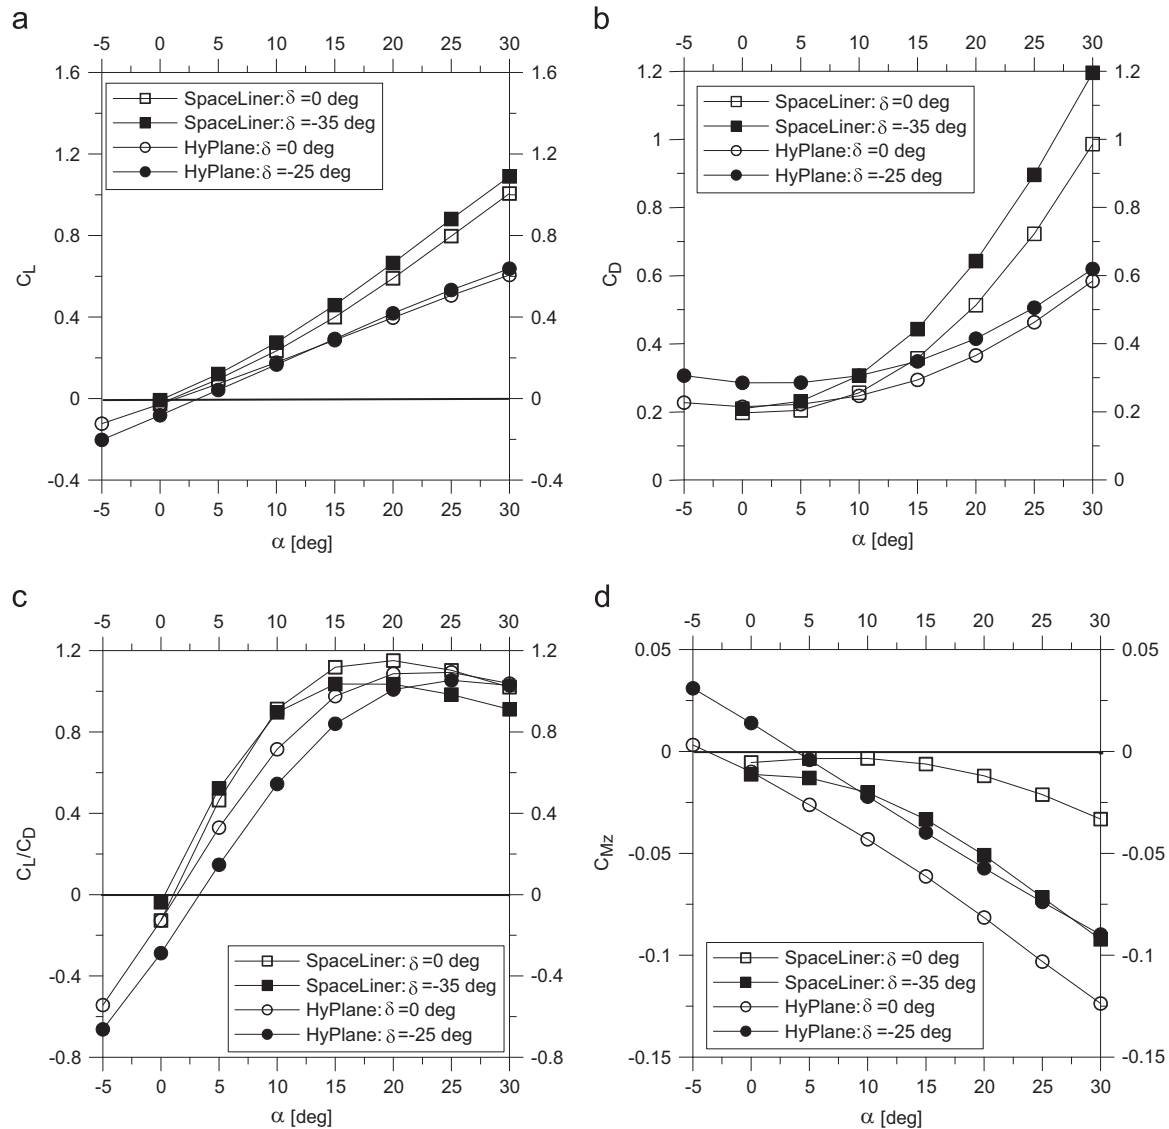 a
-5 0 5 10 15 20 25 30
1.6 1.6
SpaceLiner: δ =0 deg
SpaceLiner: δ =-35 deg
HyPlane: δ =0 deg
HyPlane: δ =-25 deg
1.2 1.2
0.8 0.8
C_L
0.4 0.4
0 0
-0.4 -0.4
-5 0 5 10 15 20 25 30
α [deg]
b
-5 0 5 10 15 20 25 30
1.2 1.2
SpaceLiner: δ =0 deg
SpaceLiner: δ =-35 deg
HyPlane: δ =0 deg
HyPlane: δ =-25 deg
1 1
0.8 0.8
C_D
0.6 0.6
0.4 0.4
0.2 0.2
0 0
-5 0 5 10 15 20 25 30
α [deg]
c
-5 0 5 10 15 20 25 30
1.2 1.2
0.8 0.8
0.4 0.4
C_L/C_D
0 0
-0.4 -0.4
-0.8 -0.8
SpaceLiner: δ =0 deg
SpaceLiner: δ =-35 deg
HyPlane: δ =0 deg
HyPlane: δ =-25 deg
-5 0 5 10 15 20 25 30
α [deg]
d
-5 0 5 10 15 20 25 30
0.05 0.05
0 0
C_Mz
-0.05 -0.05
-0.1 -0.1
-0.15 -0.15
SpaceLiner: δ =0 deg
SpaceLiner: δ =-35 deg
HyPlane: δ =0 deg
HyPlane: δ =-25 deg
-5 0 5 10 15 20 25 30
α [deg]